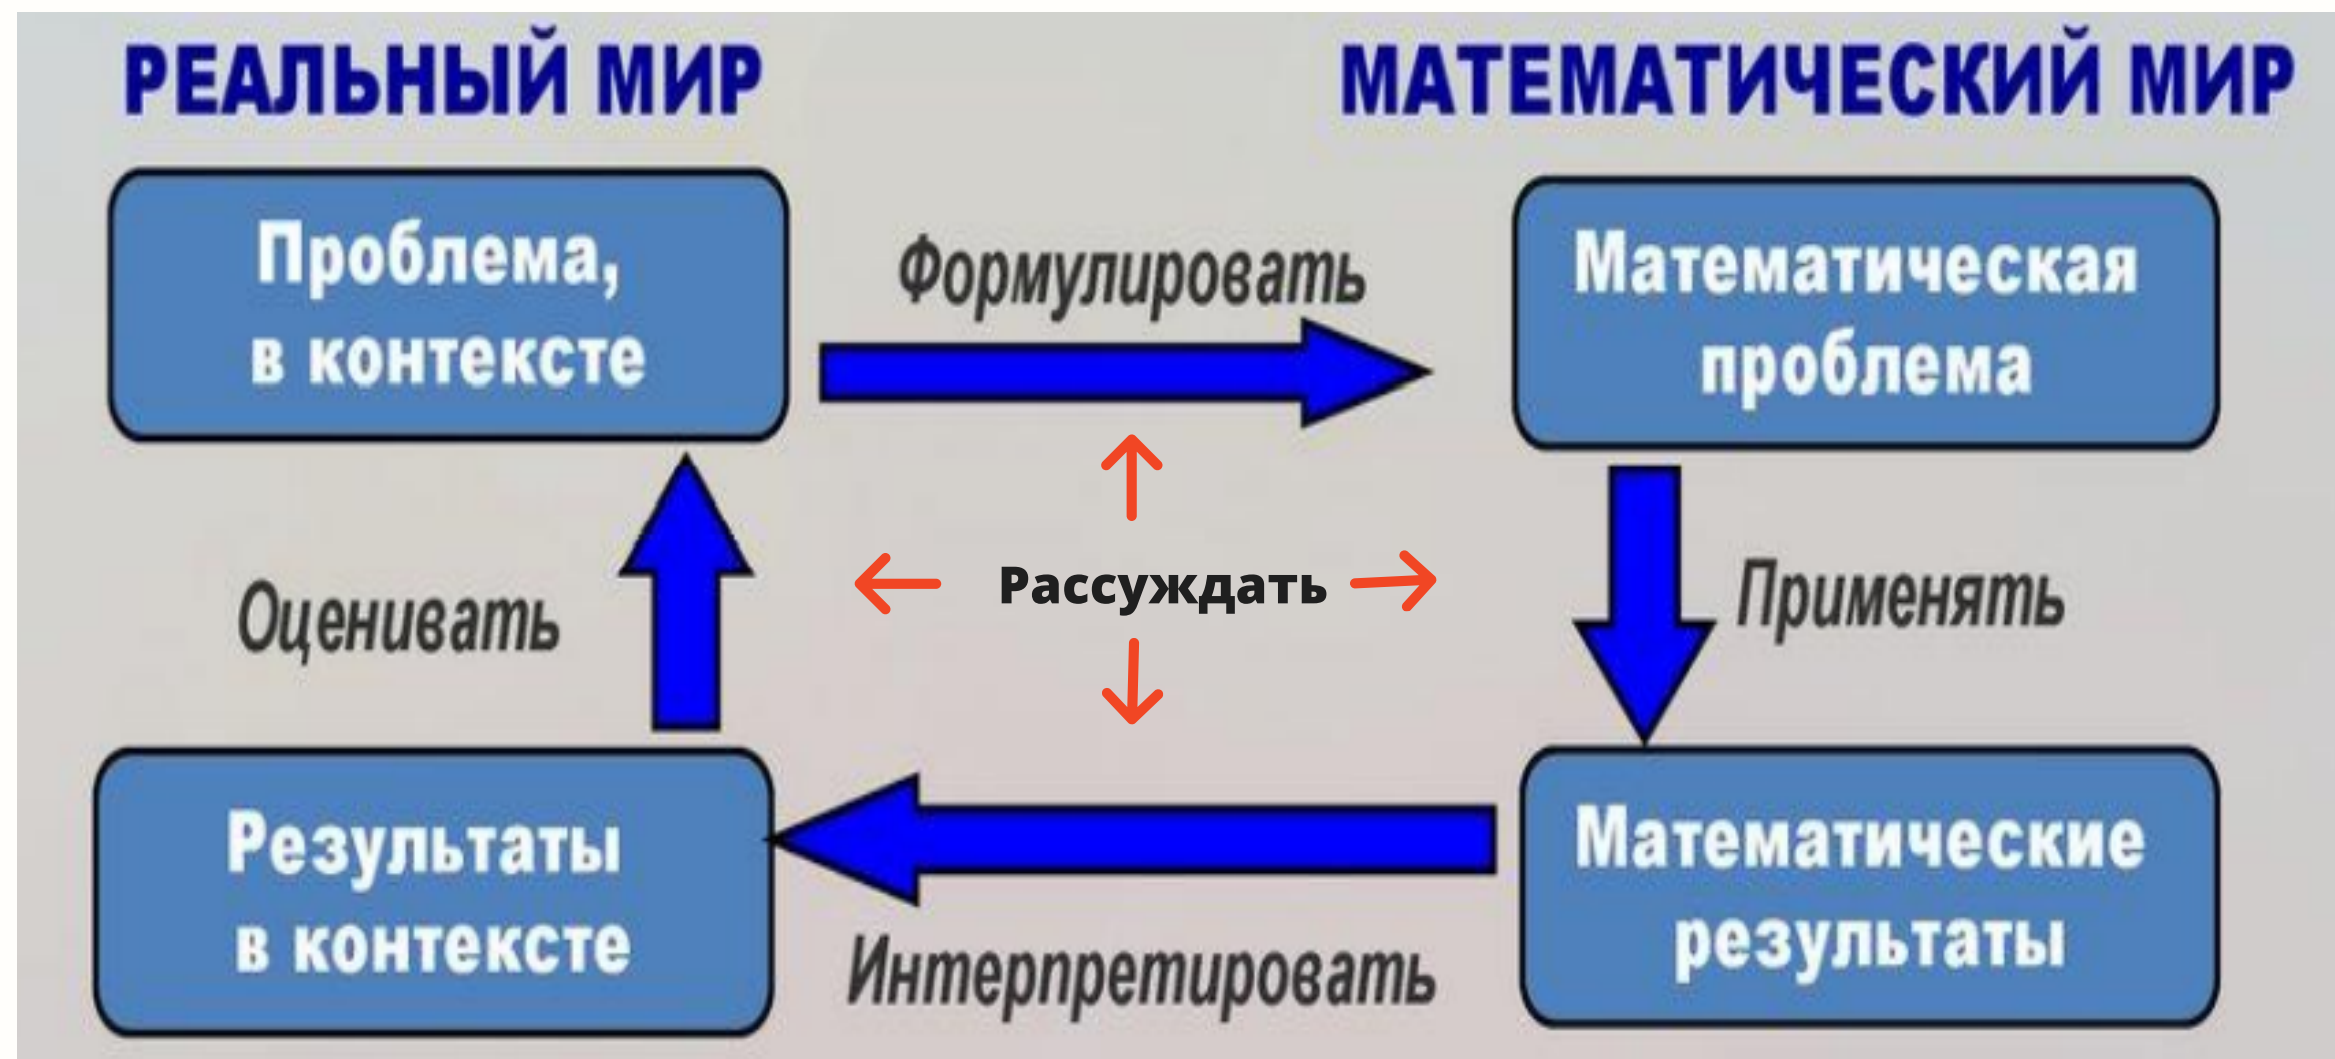 РЕАЛЬНЫЙ МИР
МАТЕМАТИЧЕСКИЙ МИР
Проблема,
в контексте
Формулировать
Математическая
проблема
Оценивать
Рассуждать
Применять
Результаты
в контексте
Интерпретировать
Математические
результаты